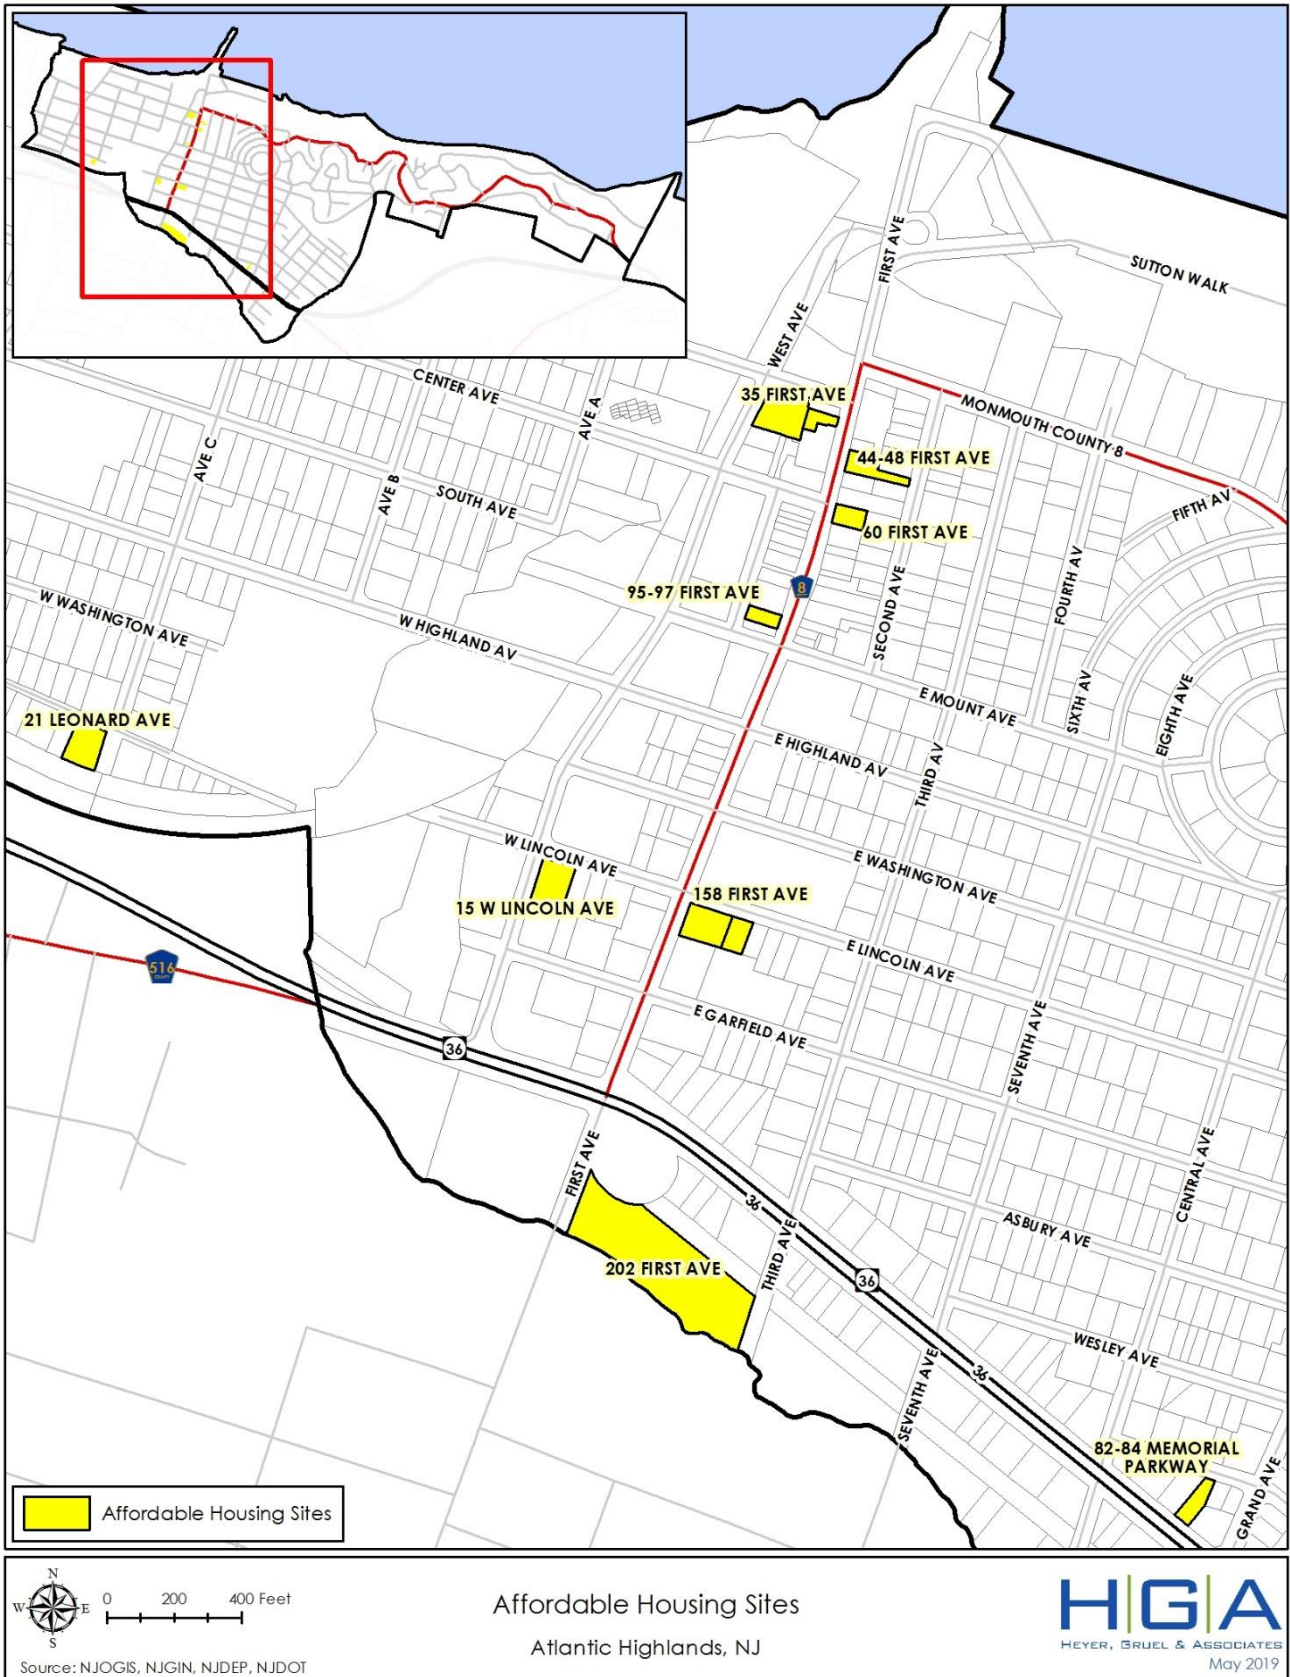 SUTTON WALK
FIRST AVE
WEST AVE
CENTER AVE
35 FIRST AVE
MONMOUTH COUNTY 8
AVE A
AVE C
44-48 FIRST AVE
AVE B
SOUTH AVE
FIFTH AV
60 FIRST AVE
95-97 FIRST AVE
8
FOURTH AV
SECOND AVE
W WASHINGTON AVE
W HIGHLAND AV
E MOUNT AVE
SIXTH AV
EIGHTH AVE
21 LEONARD AVE
E HIGHLAND AV
THIRD AV
W LINCOLN AVE
E WASHINGTON AVE
15 W LINCOLN AVE
158 FIRST AVE
E LINCOLN AVE
516
COUNTY
E GARFIELD AVE
36
SEVENTH AVE
FIRST AVE
CENTRAL AVE
36
ASBURY AVE
THIRD AVE
202 FIRST AVE
36
WESLEY AVE
SEVENTH AVE
36
82-84 MEMORIAL
PARKWAY
GRAND AVE
Affordable Housing Sites
N
W E
S
0 200 400 Feet
Source: NJOGIS, NJGIN, NJDEP, NJDOT
Affordable Housing Sites
Atlantic Highlands, NJ
H|G|A
HEYER, GRUEL & ASSOCIATES
May 2019